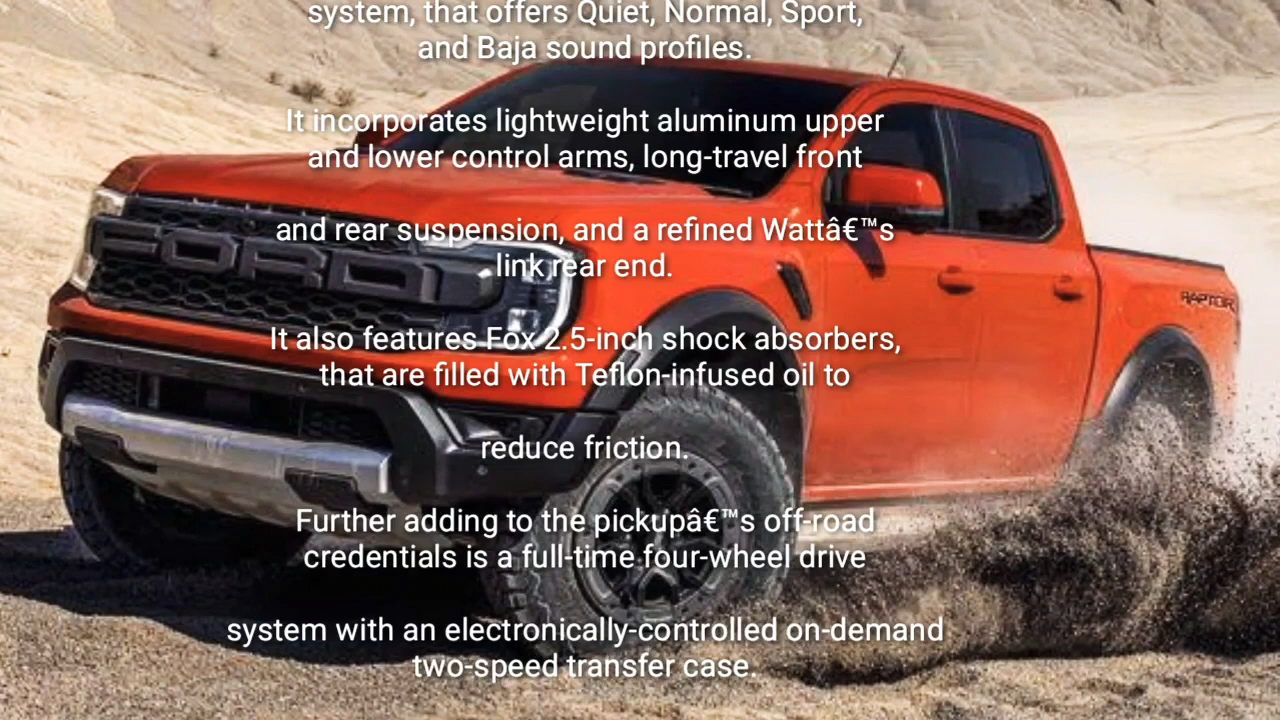 system, that offers Quiet, Normal, Sport,
and Baja sound profiles.
It incorporates lightweight aluminum upper
and lower control arms, long-travel front
and rear suspension, and a refined Wattâ€™s
link rear end.
It also features Fox 2.5-inch shock absorbers,
that are filled with Teflon-infused oil to
reduce friction.
Further adding to the pickupâ€™s off-road
credentials is a full-time four-wheel drive
system with an electronically-controlled on-demand
two-speed transfer case.
FORD
RAPTOR